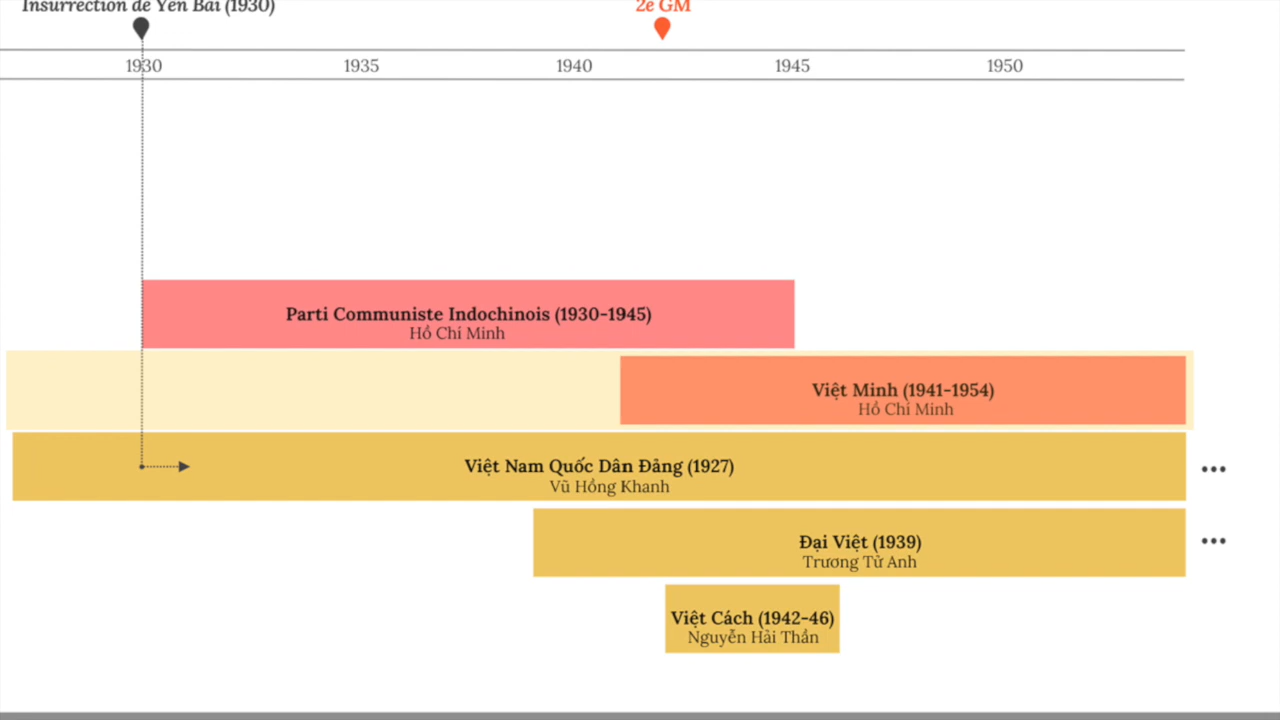 Insurrection de Yên Bái (1930)
2e GM
1930 1935 1940 1945 1950
Parti Communiste Indochinois (1930-1945)
Hồ Chí Minh
Việt Minh (1941-1954)
Hồ Chí Minh
Việt Nam Quốc Dân Đảng (1927)
Vũ Hồng Khanh
Đại Việt (1939)
Trương Tử Anh
Việt Cách (1942-46)
Nguyễn Hải Thần